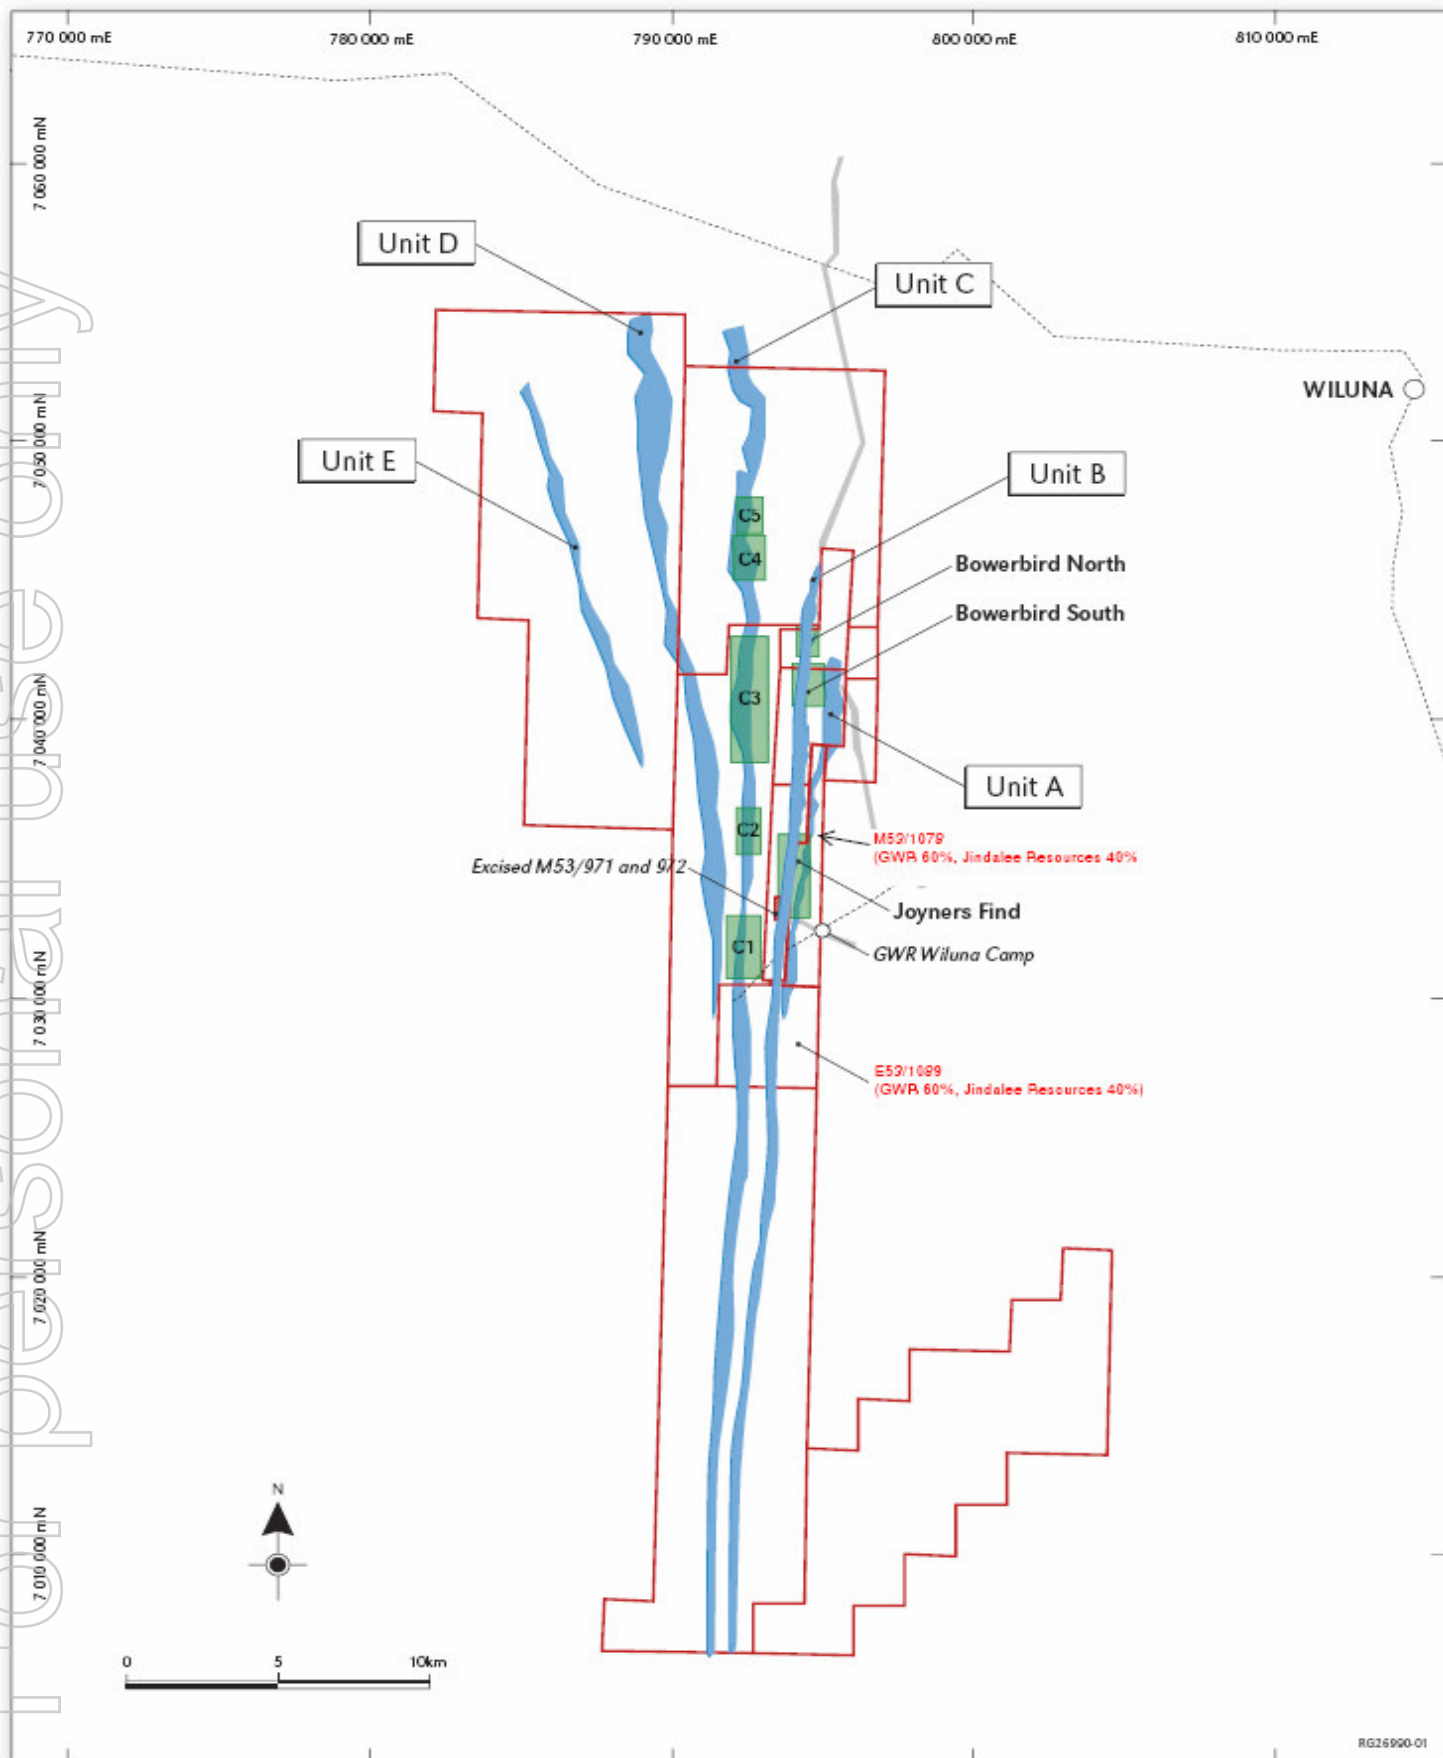 770 000 mE
780 000 mE
790 000 mE
800 000 mE
810 000 mE
7 060 000 mN
7 050 000 mN
7 040 000 mN
7 030 000 mN
7 020 000 mN
7 010 000 mN
Unit D
Unit C
WILUNA
Unit E
Unit B
C5
C4
Bowerbird North
Bowerbird South
C3
Unit A
C2
M53/1078
(GWR 60%, Jindalee Resources 40%
Excised M53/971 and 972
Joyners Find
C1
GWR Wiluna Camp
E53/1089
(GWR 60%, Jindalee Resources 40%)
N
0 5 10km
RG26990-01
personal use only